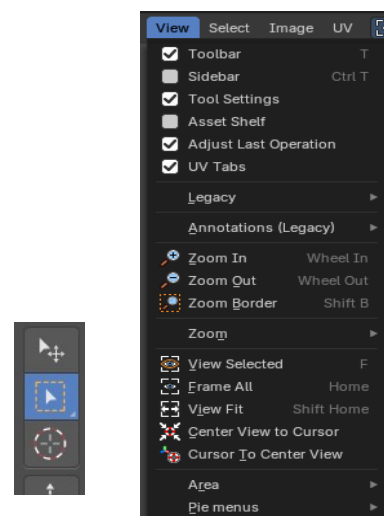 View Select Image UV
Toolbar T
Sidebar Ctrl T
Tool Settings
Asset Shelf
Adjust Last Operation
UV Tabs
Legacy
Annotations (Legacy)
Zoom In Wheel In
Zoom Out Wheel Out
Zoom Border Shift B
Zoom
View Selected F
Frame All Home
View Fit Shift Home
Center View to Cursor
Cursor To Center View
Area
Pie menus